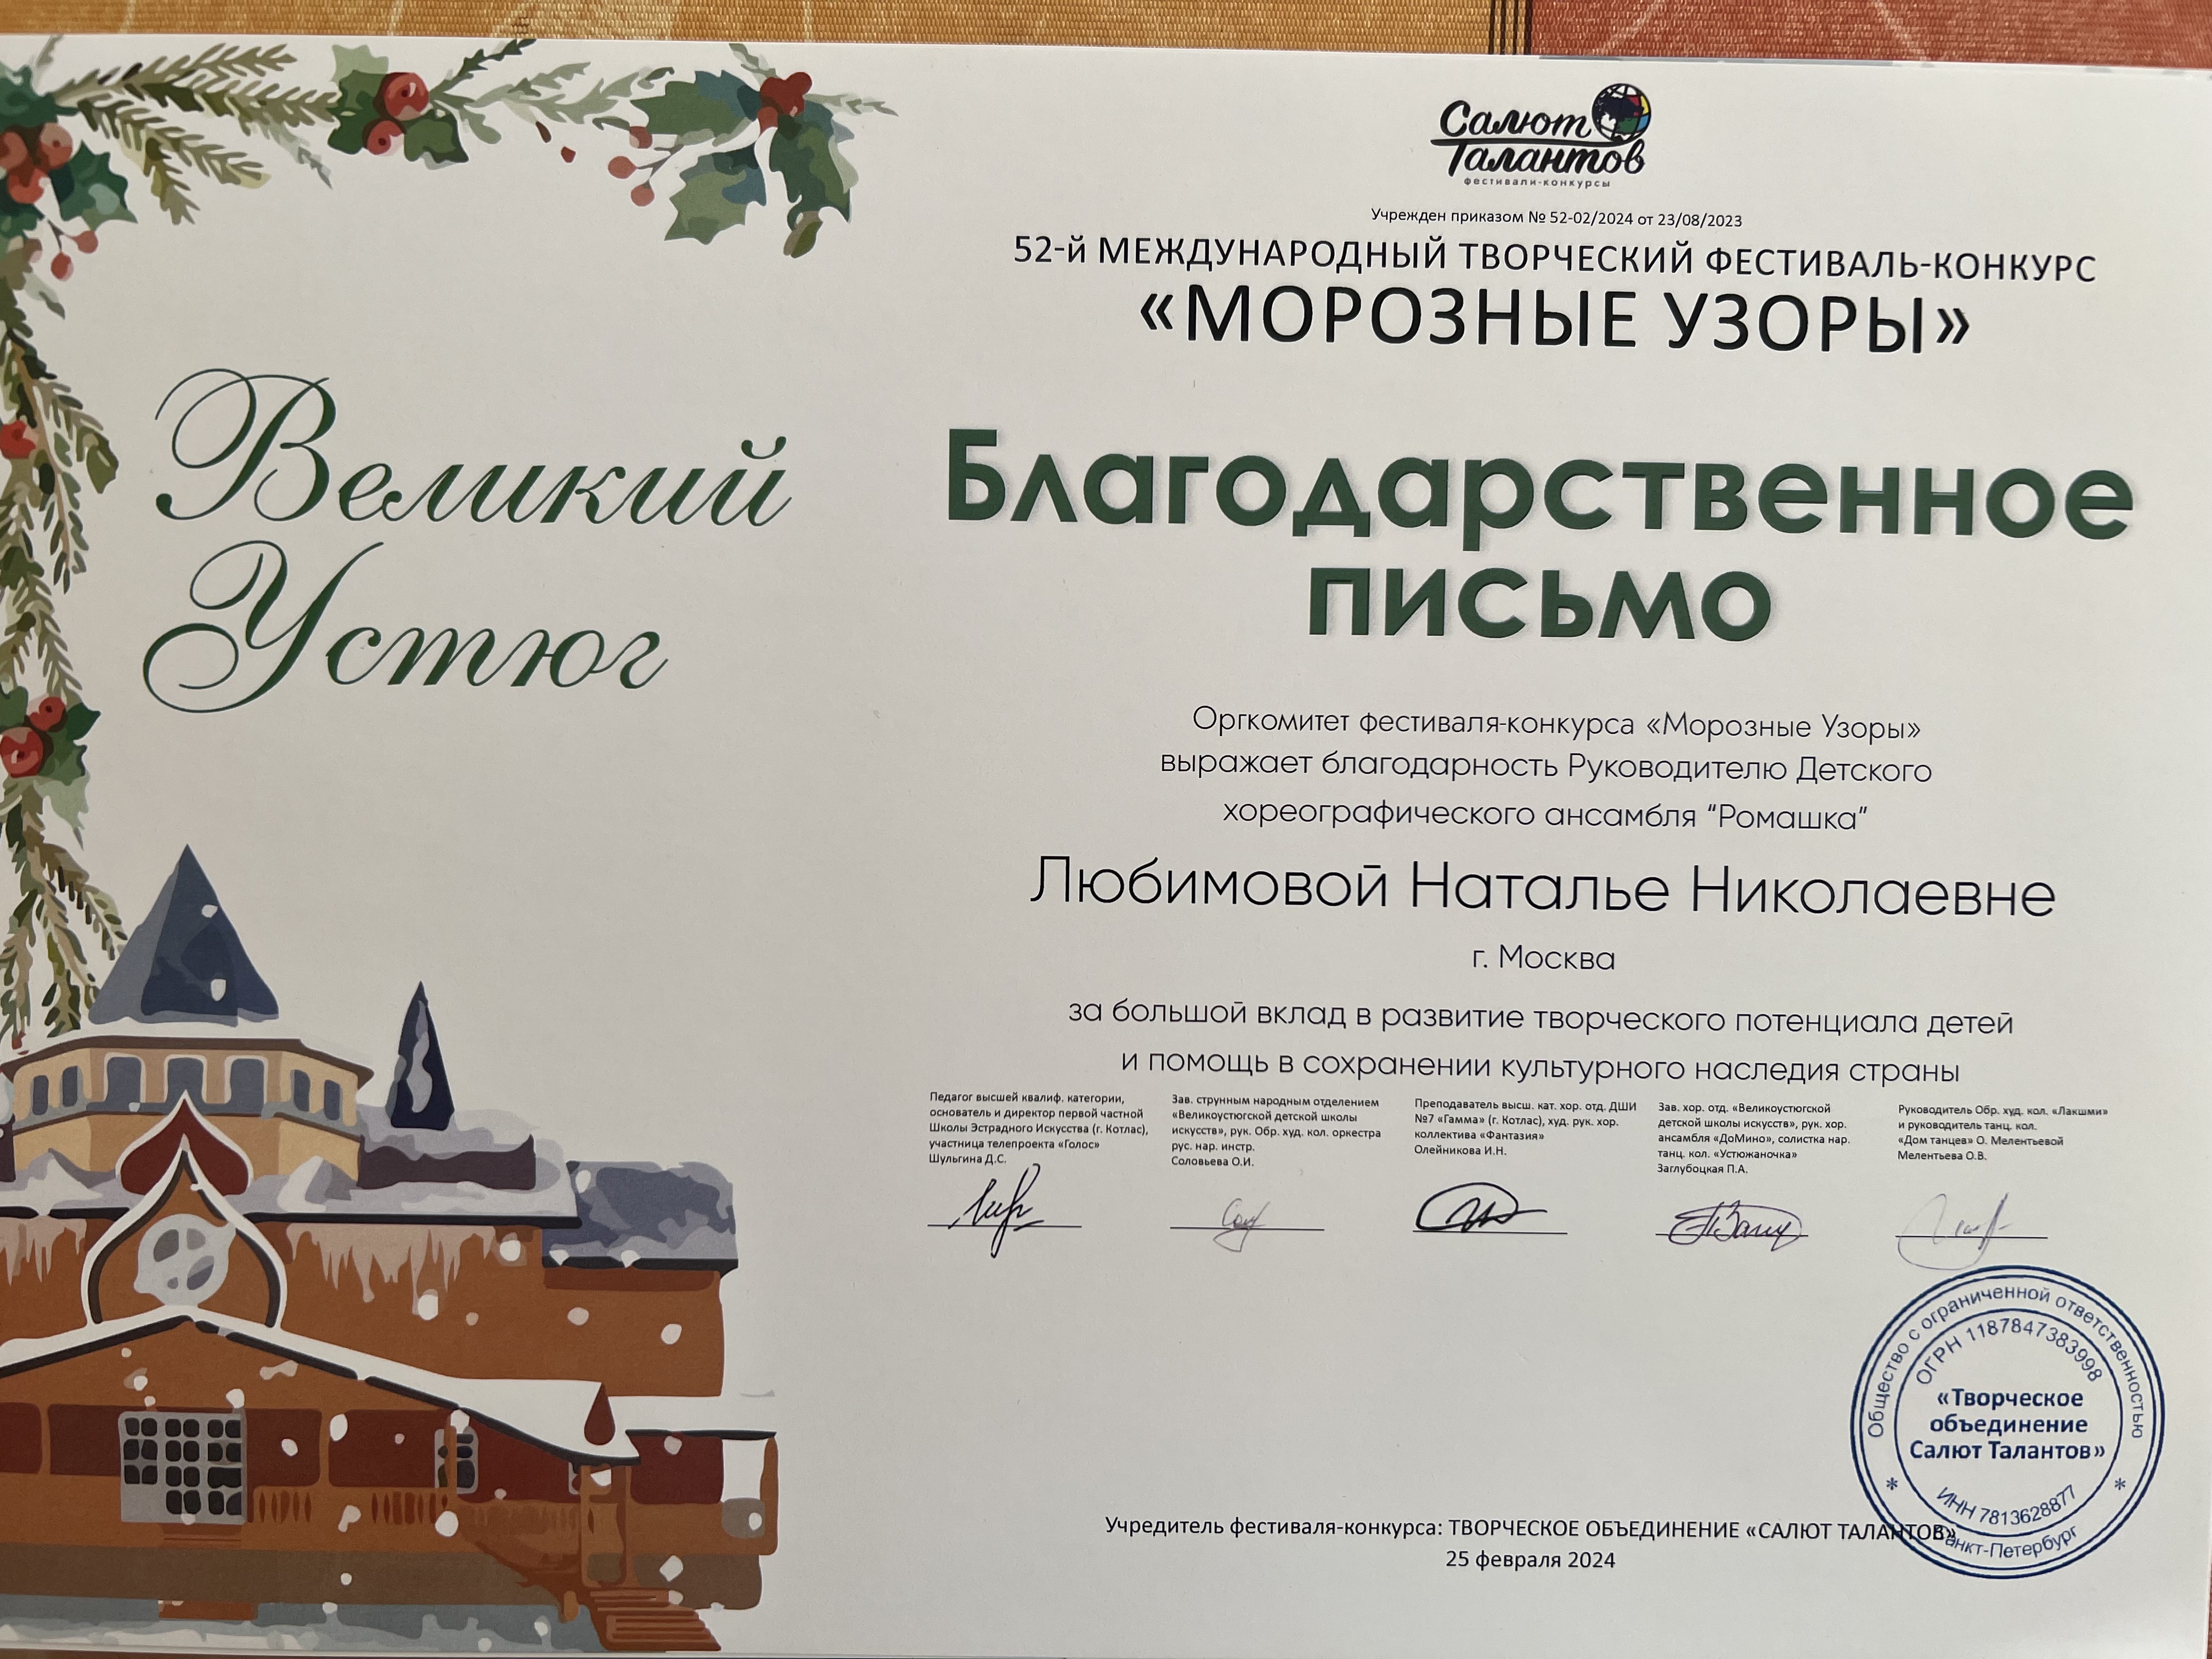 Салют
Талантов
фестивали-конкурсы
Учрежден приказом № 52-02/2024 от 23/08/2023
52-й МЕЖДУНАРОДНЫЙ ТВОРЧЕСКИЙ ФЕСТИВАЛЬ-КОНКУРС
«МОРОЗНЫЕ УЗОРЫ»
Великий
Устюг
Благодарственное
письмо
Оргкомитет фестиваля-конкурса «Морозные Узоры»
выражает благодарность Руководителю Детского
хореографического ансамбля "Ромашка"
Любимовой Наталье Николаевне
г. Москва
за большой вклад в развитие творческого потенциала детей
и помощь в сохранении культурного наследия страны
Педагог высшей квалиф. категории,
основатель и директор первой частной
Школы Эстрадного Искусства (г. Котлас),
участница телепроекта «Голос»
Шульгина Д.С.
Зав. струнным народным отделением
«Великоустюгской детской школы
искусств», рук. Обр. худ. кол. оркестра
рус. нар. инстр.
Соловьева О.И.
Преподаватель высш. кат. хор. отд. ДШИ
№7 «Гамма» (г. Котлас), худ. рук. хор.
коллектива «Фантазия»
Олейникова И.Н.
Зав. хор. отд. «Великоустюгской
детской школы искусств», рук. хор.
ансамбля «ДоМино», солистка нар.
танц. кол. «Устюжаночка»
Заглубоцкая П.А.
Руководитель Обр. худ. кол. «Лакшми»
и руководитель танц. кол.
«Дом танцев» О. Мелентьевой
Мелентьева О.В.
Общество с ограниченной ответственностью
ОГРН 1187847383998
«Творческое
объединение
Салют Талантов»
ИНН 7813628877
Санкт-Петербург
Учредитель фестиваля-конкурса: ТВОРЧЕСКОЕ ОБЪЕДИНЕНИЕ «САЛЮТ ТАЛАНТОВ»
25 февраля 2024